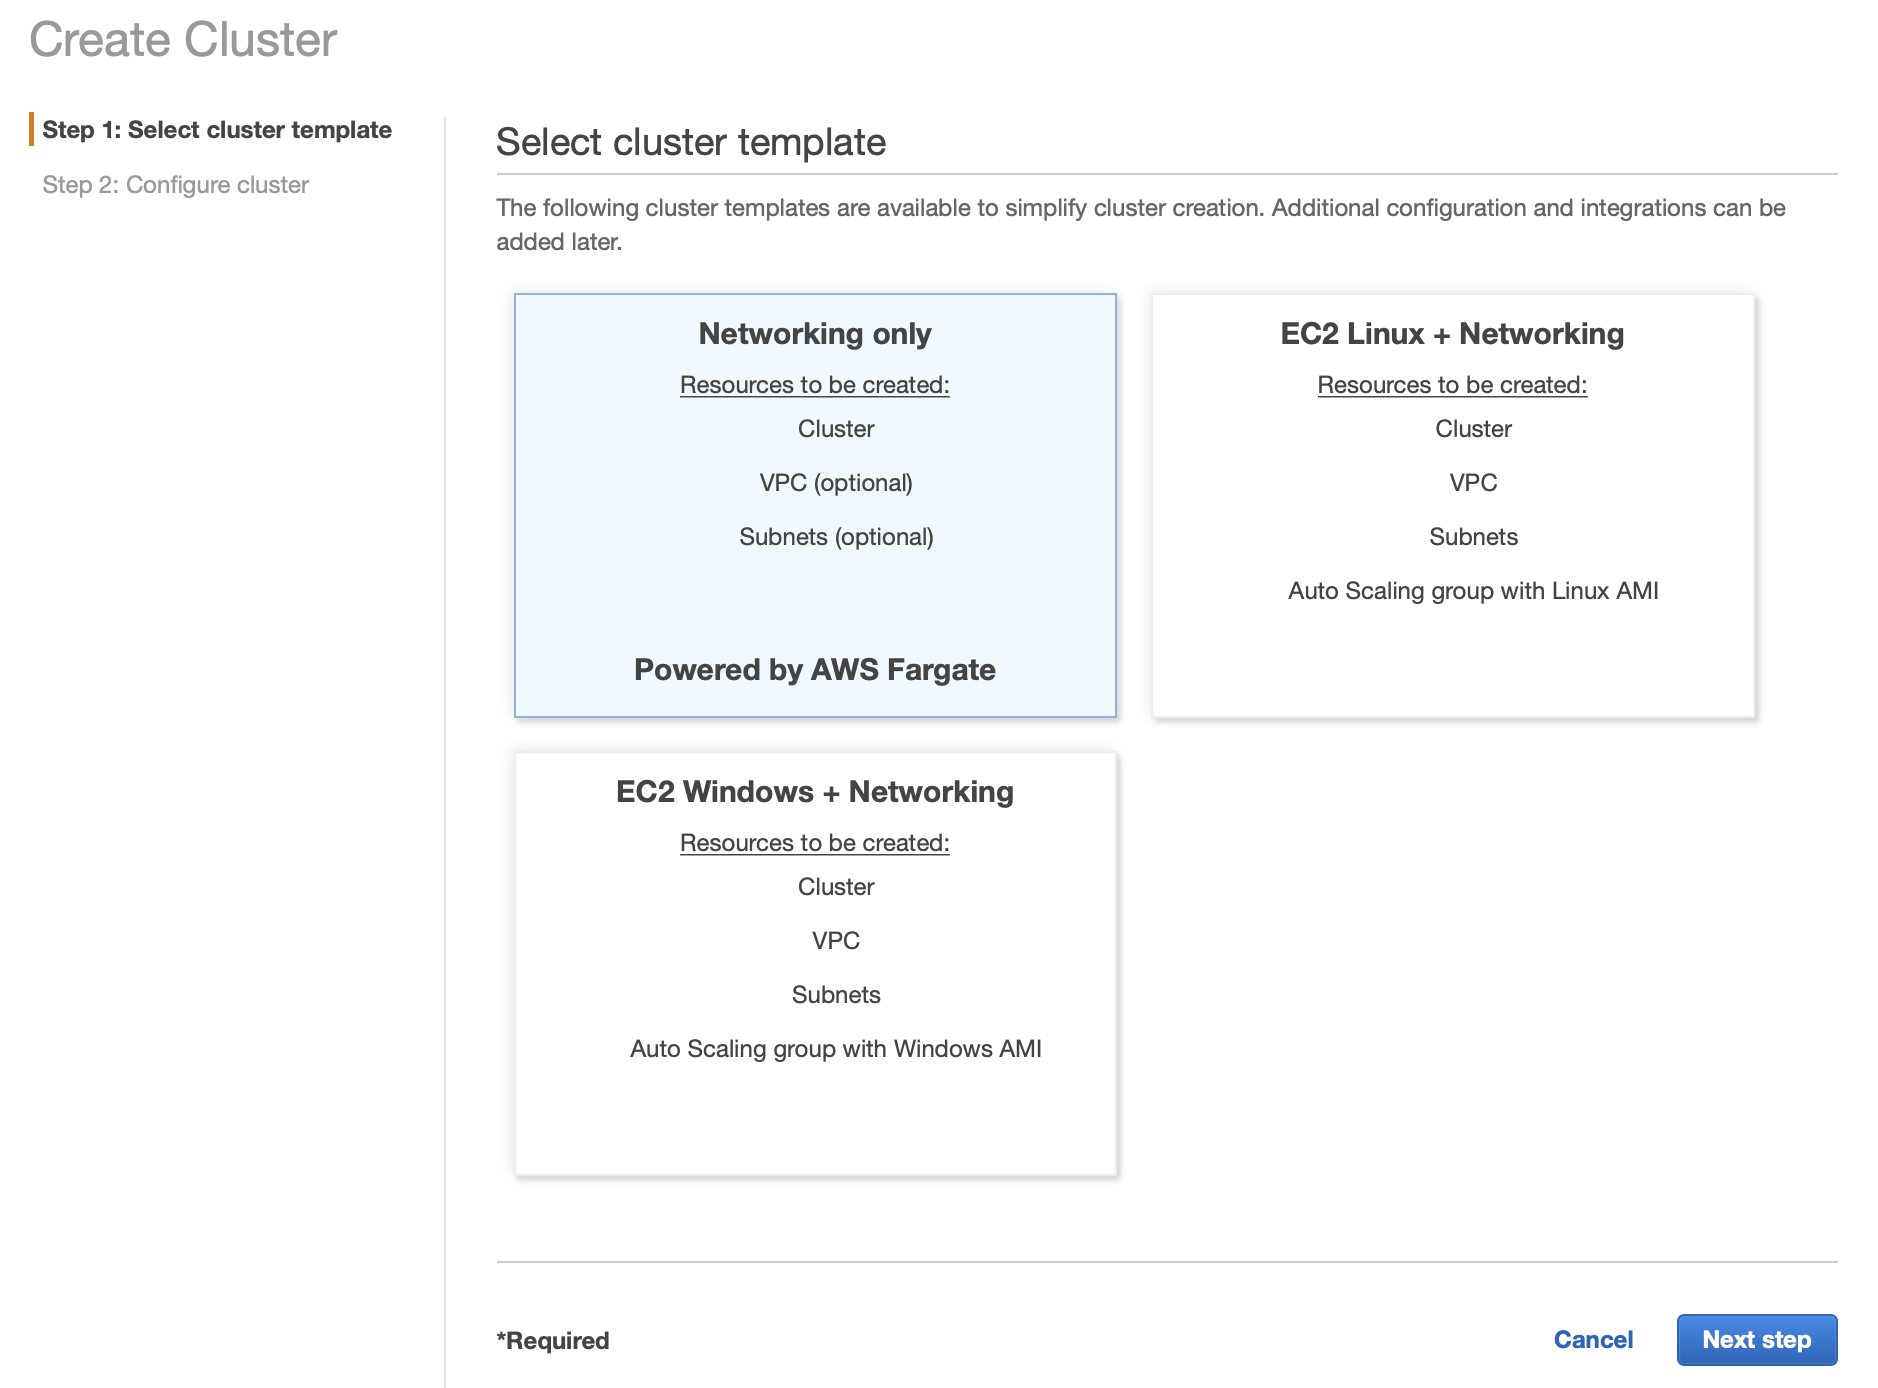 Create Cluster
Step 1: Select cluster template
Step 2: Configure cluster
Select cluster template
The following cluster templates are available to simplify cluster creation. Additional configuration and integrations can be
added later.
Networking only
Resources to be created:
Cluster
VPC (optional)
Subnets (optional)
Powered by AWS Fargate
EC2 Linux + Networking
Resources to be created:
Cluster
VPC
Subnets
Auto Scaling group with Linux AMI
EC2 Windows + Networking
Resources to be created:
Cluster
VPC
Subnets
Auto Scaling group with Windows AMI
*Required
Cancel
Next step